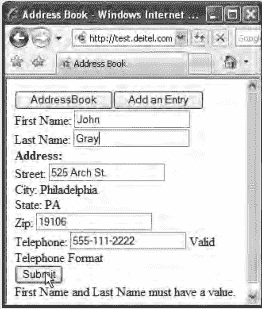 Address Book - Windows Internet ...
http://test.deitel.com
Address Book
AddressBook Add an Entry
First Name: John
Last Name: Gray
Address:
Street: 525 Arch St.
City: Philadelphia
State: PA
Zip: 19106
Telephone: 555-111-2222 Valid
Telephone Format
Submit
First Name and Last Name must have a value.